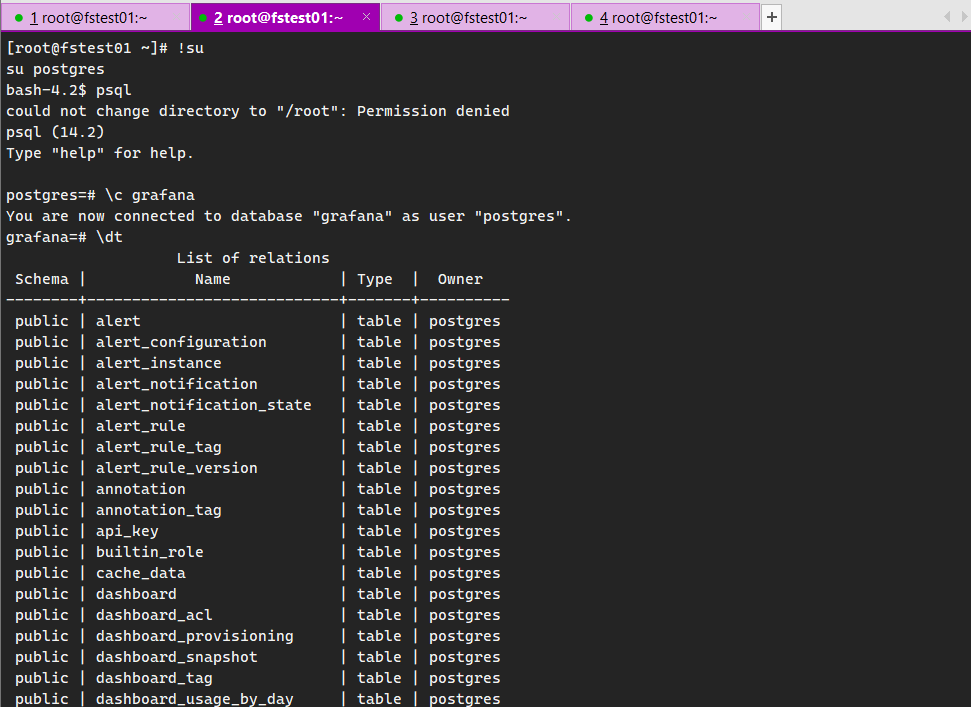 1 root@fstest01:~ 2 root@fstest01:~ × 3 root@fstest01:~ 4 root@fstest01:~ +
[root@fstest01 ~]# !su
su postgres
bash-4.2$ psql
could not change directory to "/root": Permission denied
psql (14.2)
Type "help" for help.
postgres=# \c grafana
You are now connected to database "grafana" as user "postgres".
grafana=# \dt
List of relations
Schema | Name | Type | Owner
--------+----------------------------+-------+----------
public | alert | table | postgres
public | alert_configuration | table | postgres
public | alert_instance | table | postgres
public | alert_notification | table | postgres
public | alert_notification_state | table | postgres
public | alert_rule | table | postgres
public | alert_rule_tag | table | postgres
public | alert_rule_version | table | postgres
public | annotation | table | postgres
public | annotation_tag | table | postgres
public | api_key | table | postgres
public | builtin_role | table | postgres
public | cache_data | table | postgres
public | dashboard | table | postgres
public | dashboard_acl | table | postgres
public | dashboard_provisioning | table | postgres
public | dashboard_snapshot | table | postgres
public | dashboard_tag | table | postgres
public | dashboard_usage_by_day | table | postgres